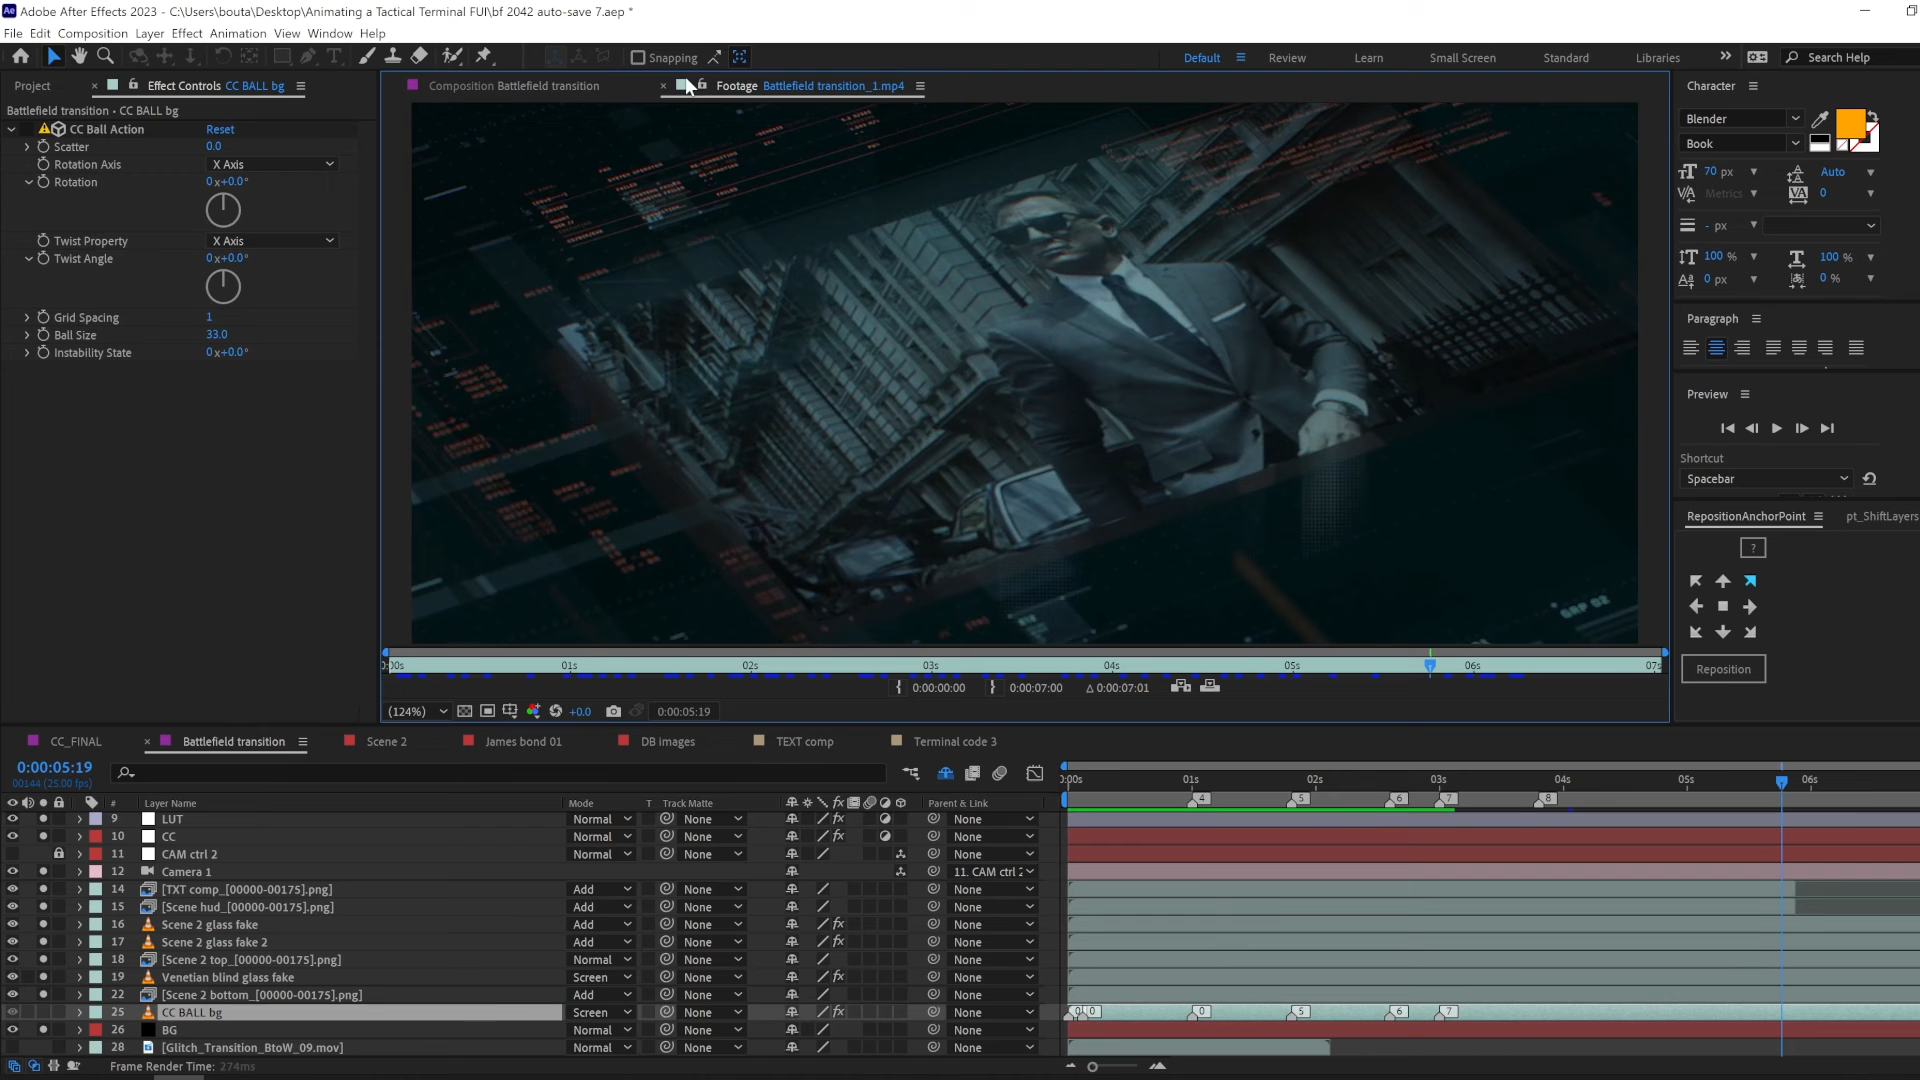 Adobe After Effects 2023 - C:\Users\bouta\Desktop\Animating a Tactical Terminal FUI\bf 2042 auto-save 7.aep *
File Edit Composition Layer Effect Animation View Window Help
Snapping
Default Review Learn Small Screen Standard Libraries Search Help
Project
Effect Controls CC BALL bg
Battlefield transition • CC BALL bg
CC Ball Action Reset
Scatter 0.0
Rotation Axis X Axis
Rotation 0x+0.0°
Twist Property X Axis
Twist Angle 0x+0.0°
Grid Spacing 1
Ball Size 33.0
Instability State 0x+0.0°
Composition Battlefield transition
Footage Battlefield transition_1.mp4
0:00s 01s 02s 03s 04s 05s 06s 07s
0:00:00:00 0:00:07:00 Δ 0:00:07:01
(124%) +0.0 0:00:05:19
Character
Blender
Book
70 px Auto
Metrics 0
- px
100 % 100 %
0 px 0 %
Paragraph
Preview
Shortcut
Spacebar
RepositionAnchorPoint pt_ShiftLayers
?
Reposition
CC_FINAL Battlefield transition Scene 2 James bond 01 DB images TEXT comp Terminal code 3
0:00:05:19
00144 (25.00 fps)
# Layer Name Mode T Track Matte Parent & Link
0:00s 01s 02s 03s 04s 05s 06s
4 5 6 7 8
9 LUT Normal None None
10 CC Normal None None
11 CAM ctrl 2 Normal None None
12 Camera 1 11. CAM ctrl 2
14 [TXT comp_[00000-00175].png] Add None None
15 [Scene hud_[00000-00175].png] Add None None
16 Scene 2 glass fake Add None None
17 Scene 2 glass fake 2 Add None None
18 [Scene 2 top_[00000-00175].png] Normal None None
19 Venetian blind glass fake Screen None None
22 [Scene 2 bottom_[00000-00175].png] Add None None
25 CC BALL bg Screen None None 0 0 0 5 6 7
26 BG Normal None None
28 [Glitch_Transition_BtoW_09.mov] Normal None None
Frame Render Time: 274ms